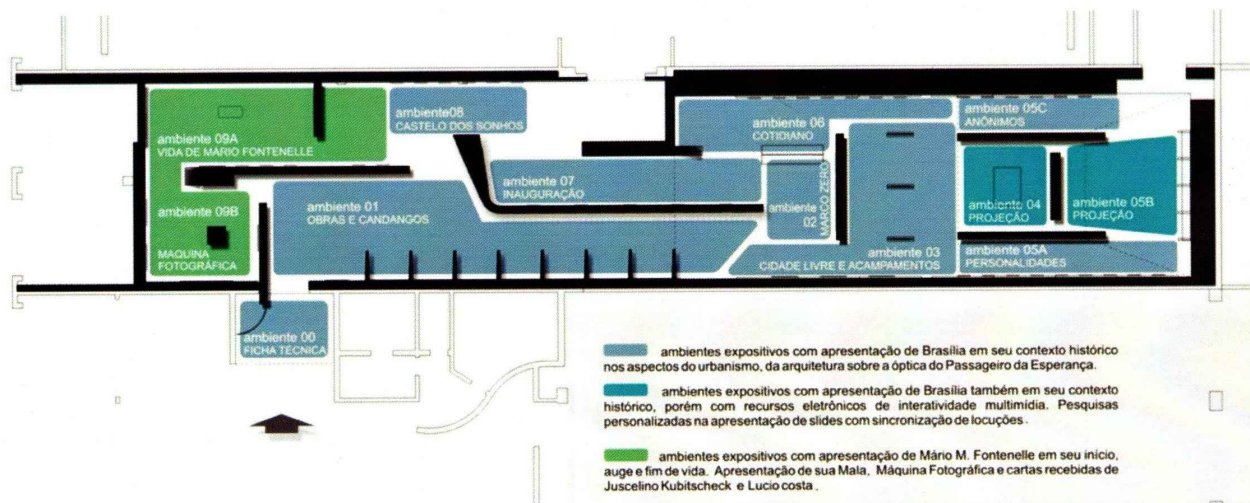 ambiente 09A
VIDA DE MARIO FONTENELLE
ambiente08
CASTELO DOS SONHOS
ambiente 06
COTIDIANO
ambiente 05C
ANÔNIMOS
ambiente 07
INAUGURAÇÃO
ambiente 01
OBRAS E CANDANGOS
ambiente 09B
MAQUINA
FOTOGRÁFICA
ambiente
02
MARCO ZERO
ambiente 04
PROJEÇÃO
ambiente 05B
PROJEÇÃO
ambiente 03
CIDADE LIVRE E ACAMPAMENTOS
ambiente 05A
PERSONALIDADES
ambiente 00
FICHA TÉCNICA
ambientes expositivos com apresentação de Brasília em seu contexto histórico
nos aspectos do urbanismo, da arquitetura sobre a óptica do Passageiro da Esperança.
ambientes expositivos com apresentação de Brasília também em seu contexto
histórico, porém com recursos eletrônicos de interatividade multimídia. Pesquisas
personalizadas na apresentação de slides com sincronização de locuções.
ambientes expositivos com apresentação de Mário M. Fontenelle em seu início,
auge e fim de vida. Apresentação de sua Mala, Máquina Fotográfica e cartas recebidas de
Juscelino Kubitscheck e Lucio costa.